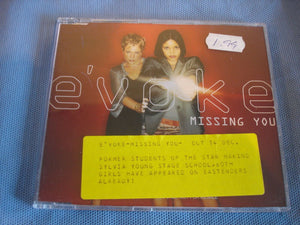 1.99
e'voke
MISSING YOU
E'VOKE-MISSING YOU- OUT 16 DEC.
FORMER STUDENTS OF THE STAR MAKING
SYLVIA YOUNG STAGE SCHOOL.BOTH
GIRLS HAVE APPEARED ON EASTENDERS
ALREADY!